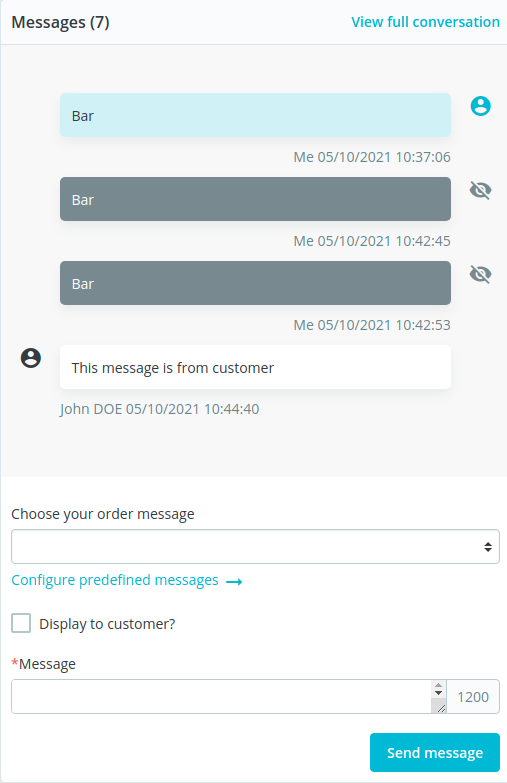 Messages (7)
View full conversation
Bar
Me 05/10/2021 10:37:06
Bar
Me 05/10/2021 10:42:45
Bar
Me 05/10/2021 10:42:53
This message is from customer
John DOE 05/10/2021 10:44:40
Choose your order message
Configure predefined messages →
Display to customer?
*Message
1200
Send message